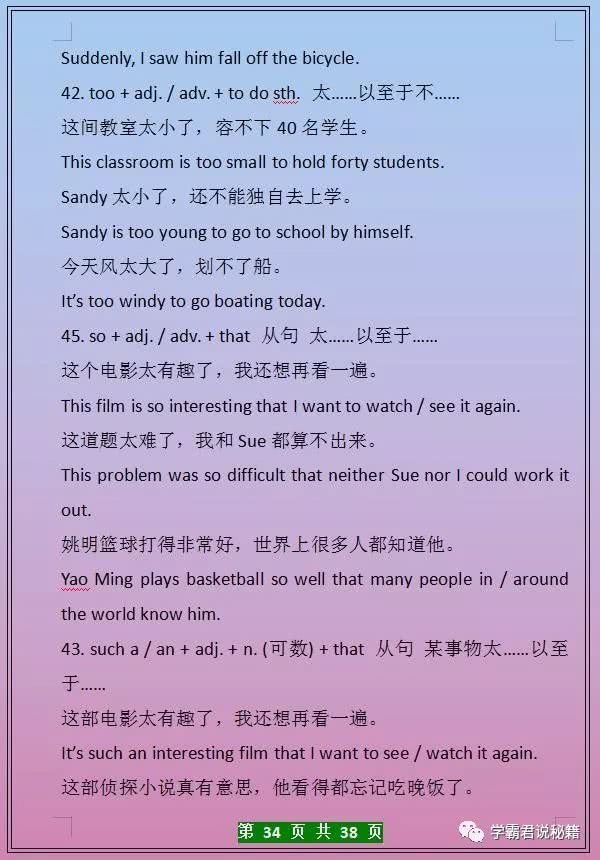 Suddenly, I saw him fall off the bicycle.
42. too + adj. / adv. + to do sth. 太……以至于不……
这间教室太小了，容不下 40 名学生。
This classroom is too small to hold forty students.
Sandy 太小了，还不能独自去上学。
Sandy is too young to go to school by himself.
今天风太大了，划不了船。
It's too windy to go boating today.
45. so + adj. / adv. + that 从句 太……以至于……
这个电影太有趣了，我还想再看一遍。
This film is so interesting that I want to watch / see it again.
这道题太难了，我和 Sue 都算不出来。
This problem was so difficult that neither Sue nor I could work it
out.
姚明篮球打得非常好，世界上很多人都知道他。
Yao Ming plays basketball so well that many people in / around
the world know him.
43. such a / an + adj. + n. (可数) + that 从句 某事物太……以至
于……
这部电影太有趣了，我还想再看一遍。
It's such an interesting film that I want to see / watch it again.
这部侦探小说真有意思，他看得都忘记吃晚饭了。
第 34 页 共 38 页
学霸君说秘籍